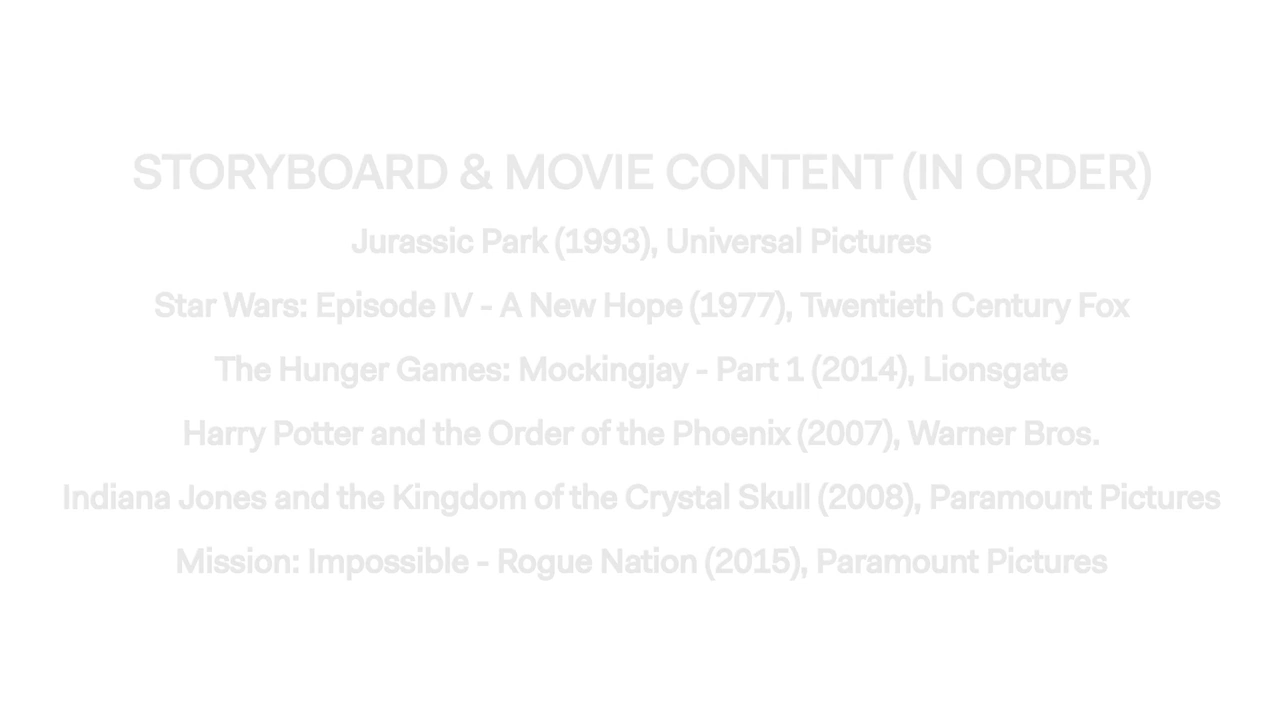 STORYBOARD & MOVIE CONTENT (IN ORDER)
Jurassic Park (1993), Universal Pictures
Star Wars: Episode IV - A New Hope (1977), Twentieth Century Fox
The Hunger Games: Mockingjay - Part 1 (2014), Lionsgate
Harry Potter and the Order of the Phoenix (2007), Warner Bros.
Indiana Jones and the Kingdom of the Crystal Skull (2008), Paramount Pictures
Mission: Impossible - Rogue Nation (2015), Paramount Pictures